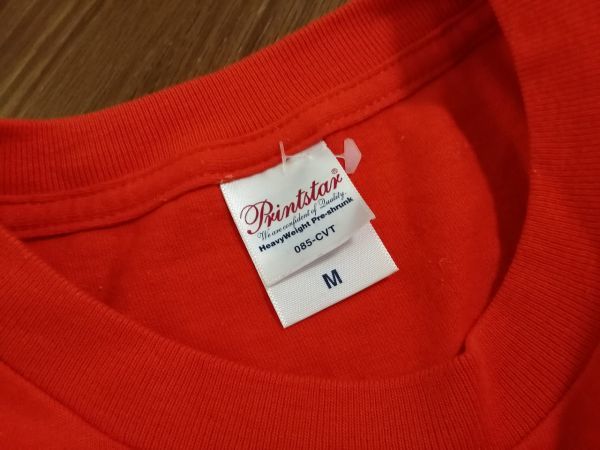 Printstar®
We are confident of Quality.
HeavyWeight Pre-shrunk
085-CVT
M